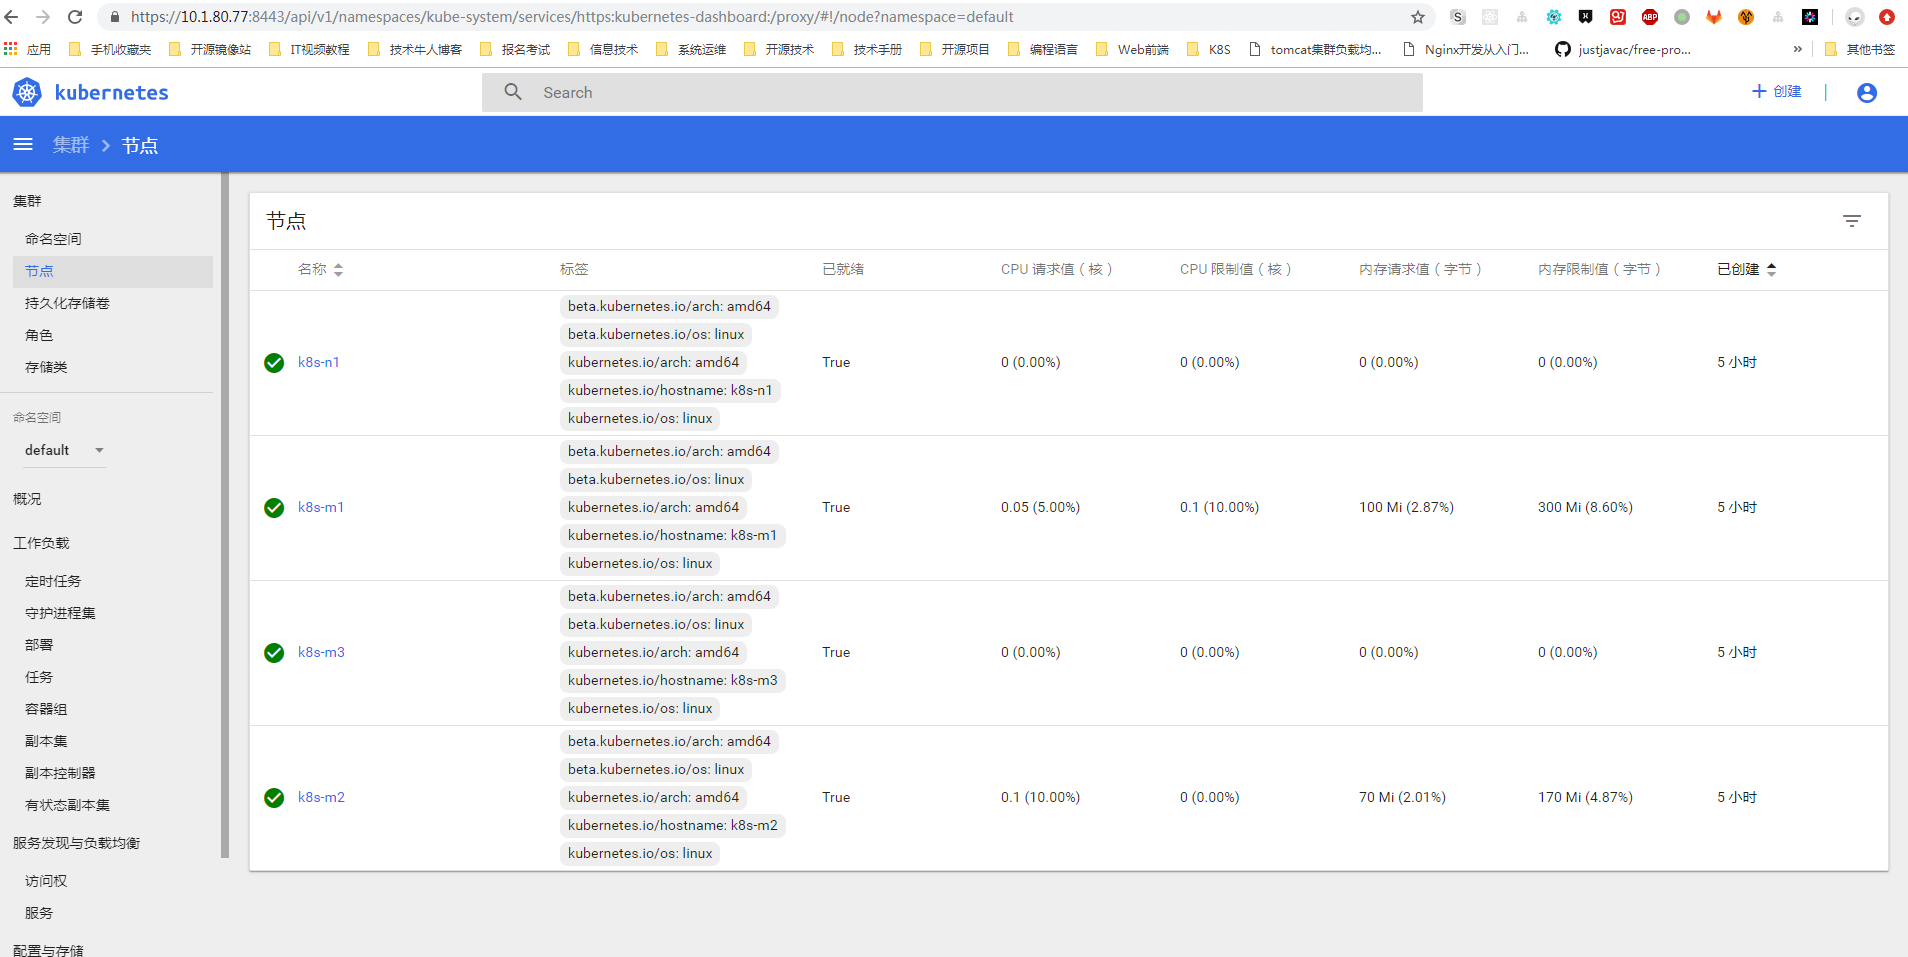 https://10.1.80.77:8443/api/v1/namespaces/kube-system/services/https:kubernetes-dashboard:/proxy/#!/node?namespace=default
应用 手机收藏夹 开源镜像站 IT视频教程 技术牛人博客 报名考试 信息技术 系统运维 开源技术 技术手册 开源项目 编程语言 Web前端 K8S tomcat集群负载均... Nginx开发从入门... justjavac/free-pro... » 其他书签
kubernetes Search 创建
集群 节点
集群
命名空间
节点
持久化存储卷
角色
存储类
命名空间
default
概况
工作负载
定时任务
守护进程集
部署
任务
容器组
副本集
副本控制器
有状态副本集
服务发现与负载均衡
访问权
服务
配置与存储
节点
名称 标签 已就绪 CPU 请求值（核） CPU 限制值（核） 内存请求值（字节） 内存限制值（字节） 已创建
beta.kubernetes.io/arch: amd64
beta.kubernetes.io/os: linux
k8s-n1 kubernetes.io/arch: amd64 True 0 (0.00%) 0 (0.00%) 0 (0.00%) 0 (0.00%) 5 小时
kubernetes.io/hostname: k8s-n1
kubernetes.io/os: linux
beta.kubernetes.io/arch: amd64
beta.kubernetes.io/os: linux
k8s-m1 kubernetes.io/arch: amd64 True 0.05 (5.00%) 0.1 (10.00%) 100 Mi (2.87%) 300 Mi (8.60%) 5 小时
kubernetes.io/hostname: k8s-m1
kubernetes.io/os: linux
beta.kubernetes.io/arch: amd64
beta.kubernetes.io/os: linux
k8s-m3 kubernetes.io/arch: amd64 True 0 (0.00%) 0 (0.00%) 0 (0.00%) 0 (0.00%) 5 小时
kubernetes.io/hostname: k8s-m3
kubernetes.io/os: linux
beta.kubernetes.io/arch: amd64
beta.kubernetes.io/os: linux
k8s-m2 kubernetes.io/arch: amd64 True 0.1 (10.00%) 0 (0.00%) 70 Mi (2.01%) 170 Mi (4.87%) 5 小时
kubernetes.io/hostname: k8s-m2
kubernetes.io/os: linux